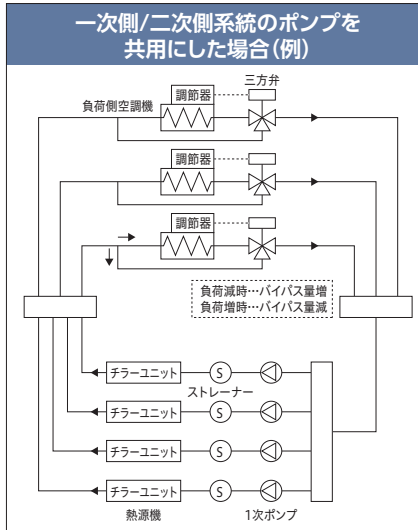 一次側/二次側系統のポンプを
共用にした場合(例)
三方弁
調節器
負荷側空調機
調節器
調節器
負荷減時…バイパス量増
負荷増時…バイパス量減
チラーユニット S
ストレーナー
チラーユニット S
チラーユニット S
チラーユニット S
熱源機 1次ポンプ